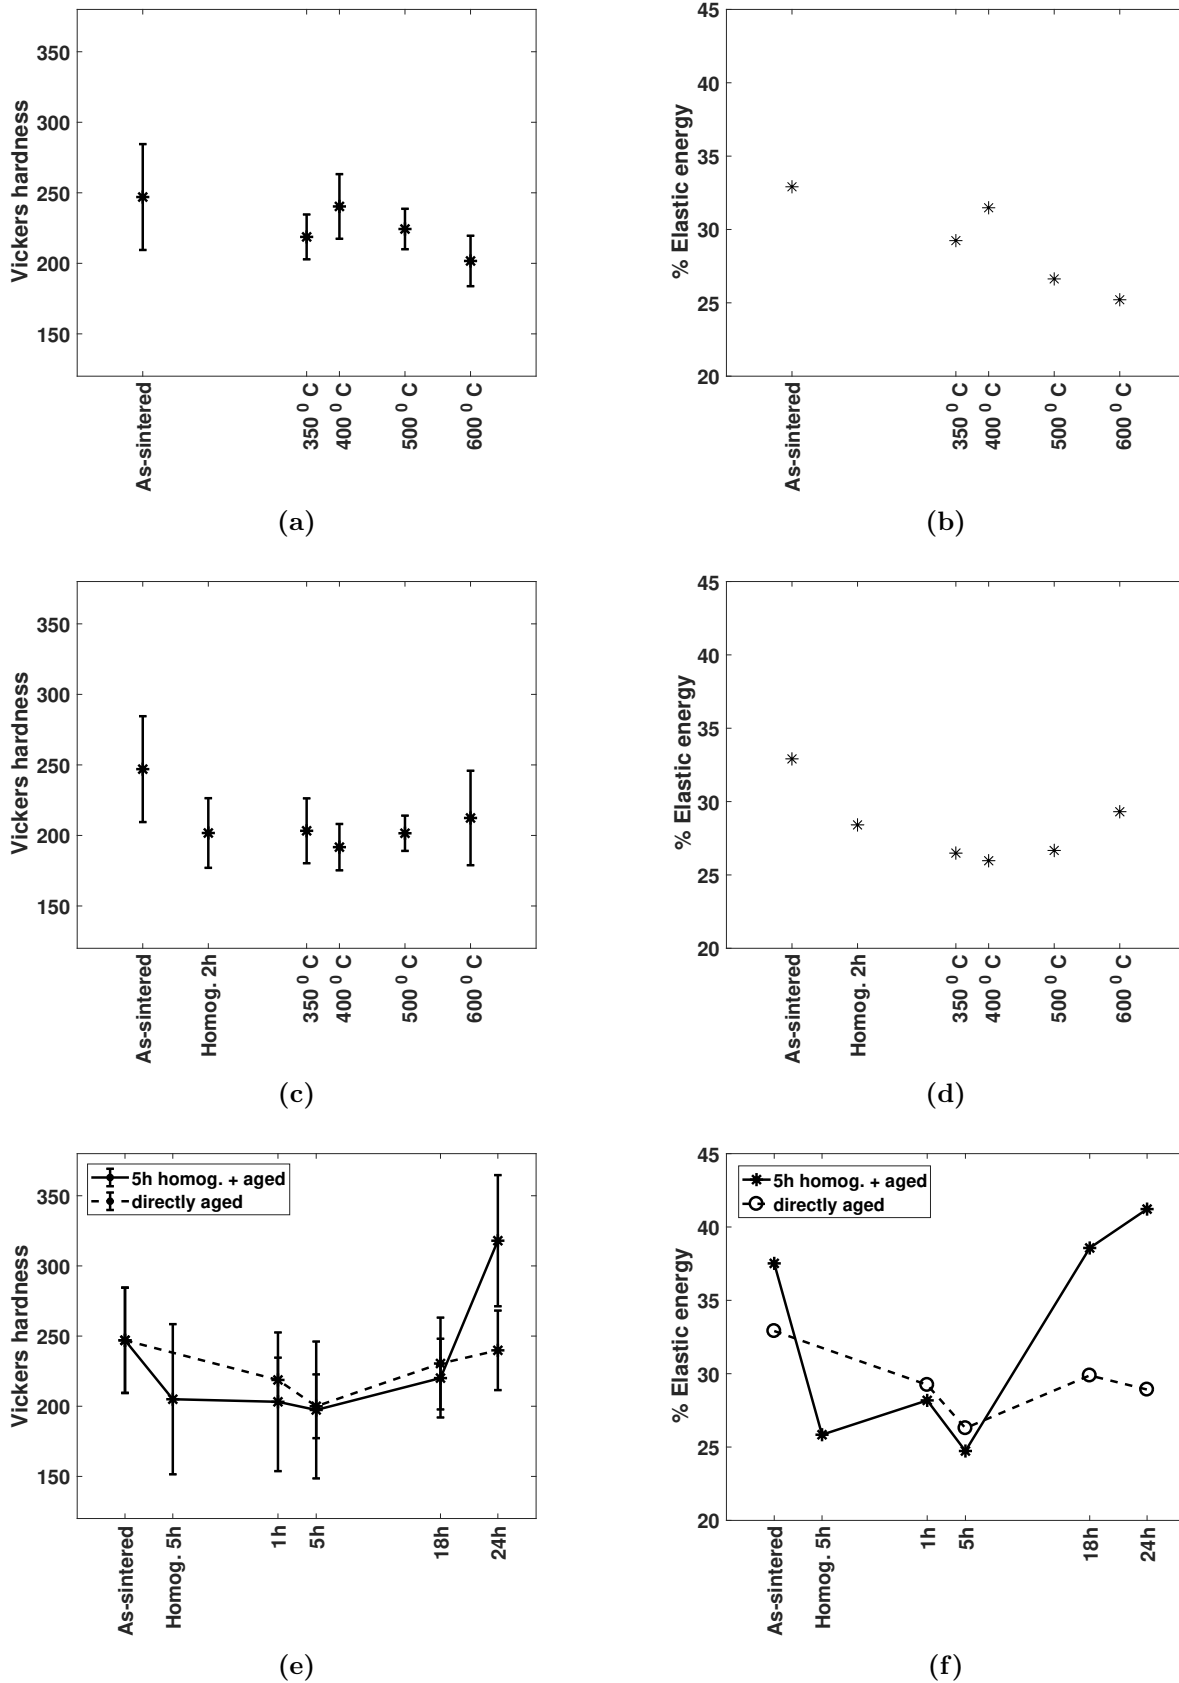 350
300
250
200
150
Vickers hardness
As-sintered
350 ⁰ C
400 ⁰ C
500 ⁰ C
600 ⁰ C
(a)
45
40
35
30
25
20
% Elastic energy
As-sintered
350 ⁰ C
400 ⁰ C
500 ⁰ C
600 ⁰ C
(b)
350
300
250
200
150
Vickers hardness
As-sintered
Homog. 2h
350 ⁰ C
400 ⁰ C
500 ⁰ C
600 ⁰ C
(c)
45
40
35
30
25
20
% Elastic energy
As-sintered
Homog. 2h
350 ⁰ C
400 ⁰ C
500 ⁰ C
600 ⁰ C
(d)
5h homog. + aged
directly aged
350
300
250
200
150
Vickers hardness
As-sintered
Homog. 5h
1h
5h
18h
24h
(e)
5h homog. + aged
directly aged
45
40
35
30
25
20
% Elastic energy
As-sintered
Homog. 5h
1h
5h
18h
24h
(f)